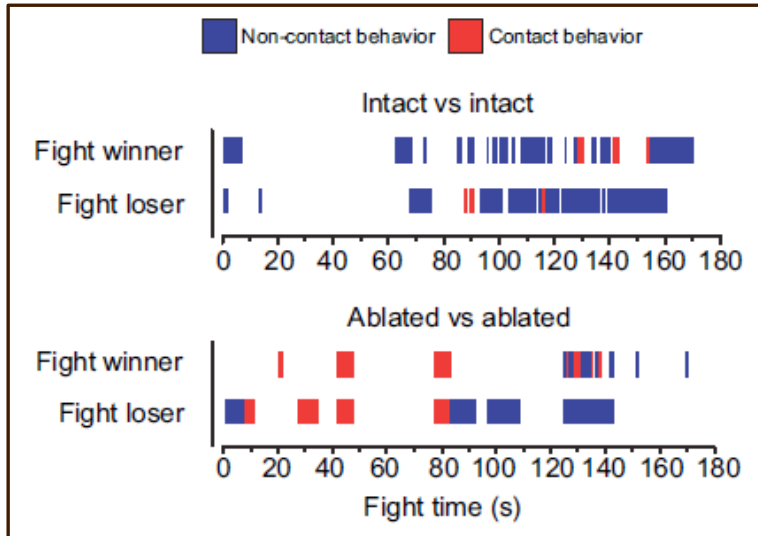 Non-contact behavior Contact behavior
Intact vs intact
Fight winner
Fight loser
0 20 40 60 80 100 120 140 160 180
Ablated vs ablated
Fight winner
Fight loser
0 20 40 60 80 100 120 140 160 180
Fight time (s)